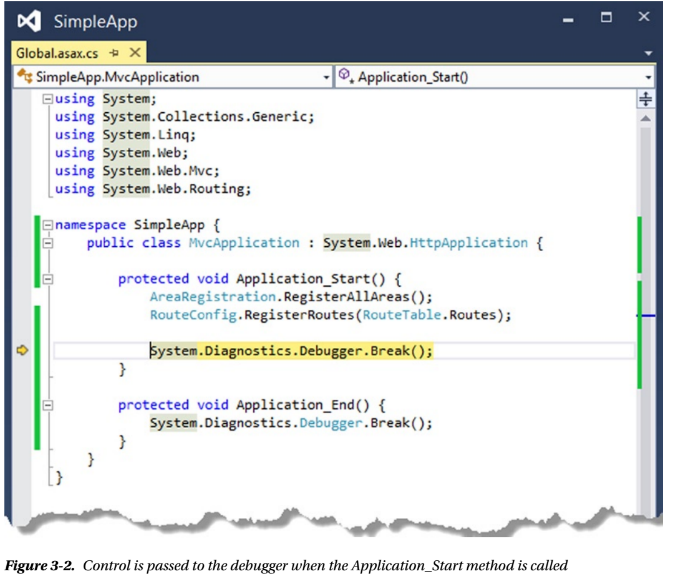 SimpleApp
Global.asax.cs
SimpleApp.MvcApplication Application_Start()
using System;
using System.Collections.Generic;
using System.Linq;
using System.Web;
using System.Web.Mvc;
using System.Web.Routing;
namespace SimpleApp {
public class MvcApplication : System.Web.HttpApplication {
protected void Application_Start() {
AreaRegistration.RegisterAllAreas();
RouteConfig.RegisterRoutes(RouteTable.Routes);
System.Diagnostics.Debugger.Break();
}
protected void Application_End() {
System.Diagnostics.Debugger.Break();
}
}
}
Figure 3-2. Control is passed to the debugger when the Application_Start method is called